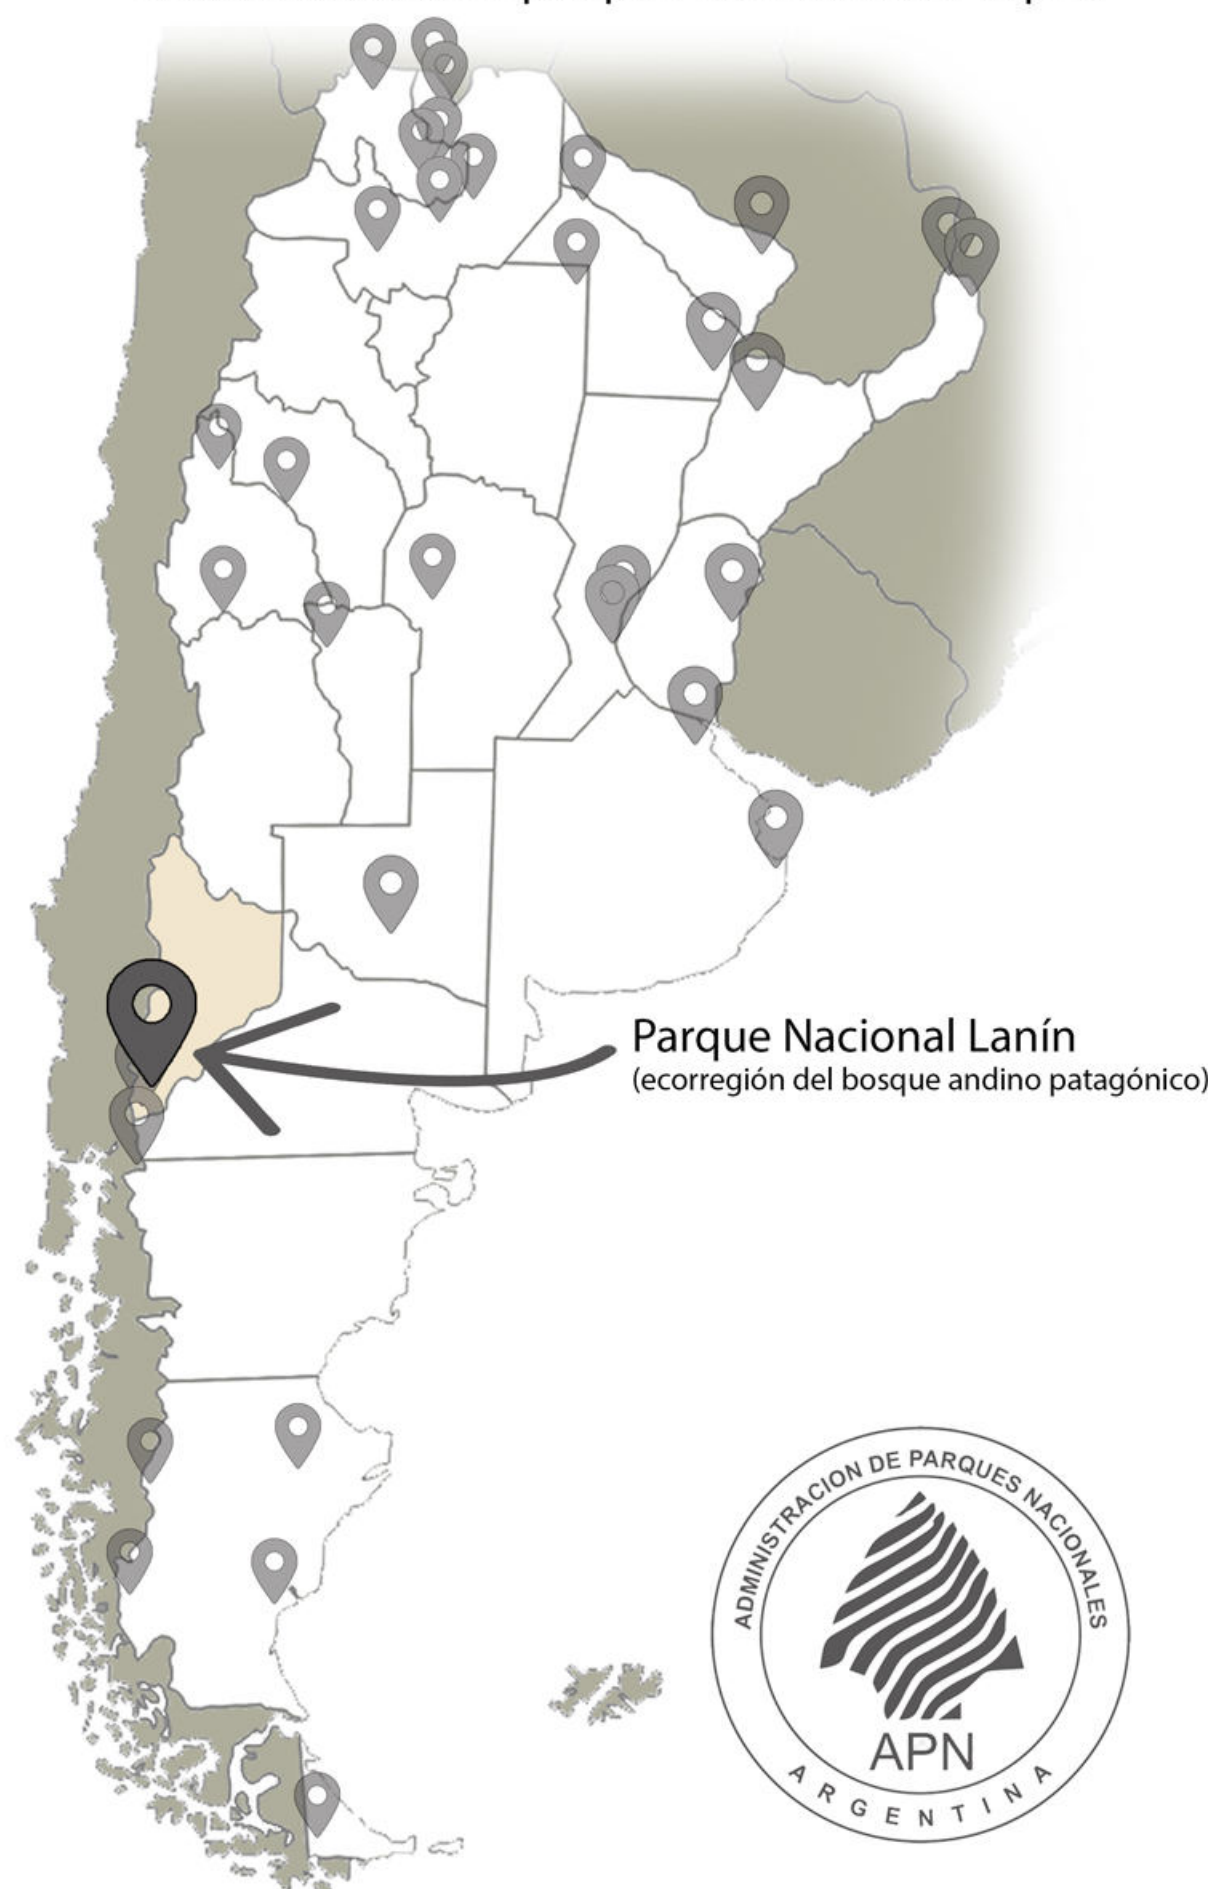 Parque Nacional Lanín
(ecorregión del bosque andino patagónico)
ADMINISTRACION DE PARQUES NACIONALES
APN
ARGENTINA